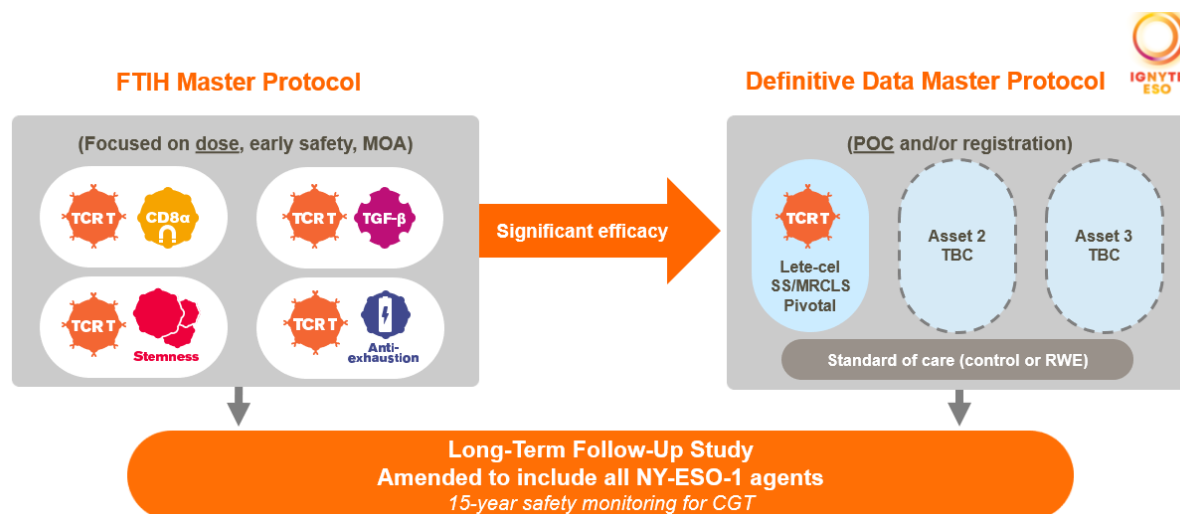 FTIH Master Protocol
Definitive Data Master Protocol
IGNYTE
ESO
(Focused on dose, early safety, MOA)
TCR T
CD8α
TCR T
TGF-β
TCR T
Stemness
TCR T
Anti-
exhaustion
Significant efficacy
(POC and/or registration)
TCR T
Lete-cel
SS/MRCLS
Pivotal
Asset 2
TBC
Asset 3
TBC
Standard of care (control or RWE)
Long-Term Follow-Up Study
Amended to include all NY-ESO-1 agents
15-year safety monitoring for CGT